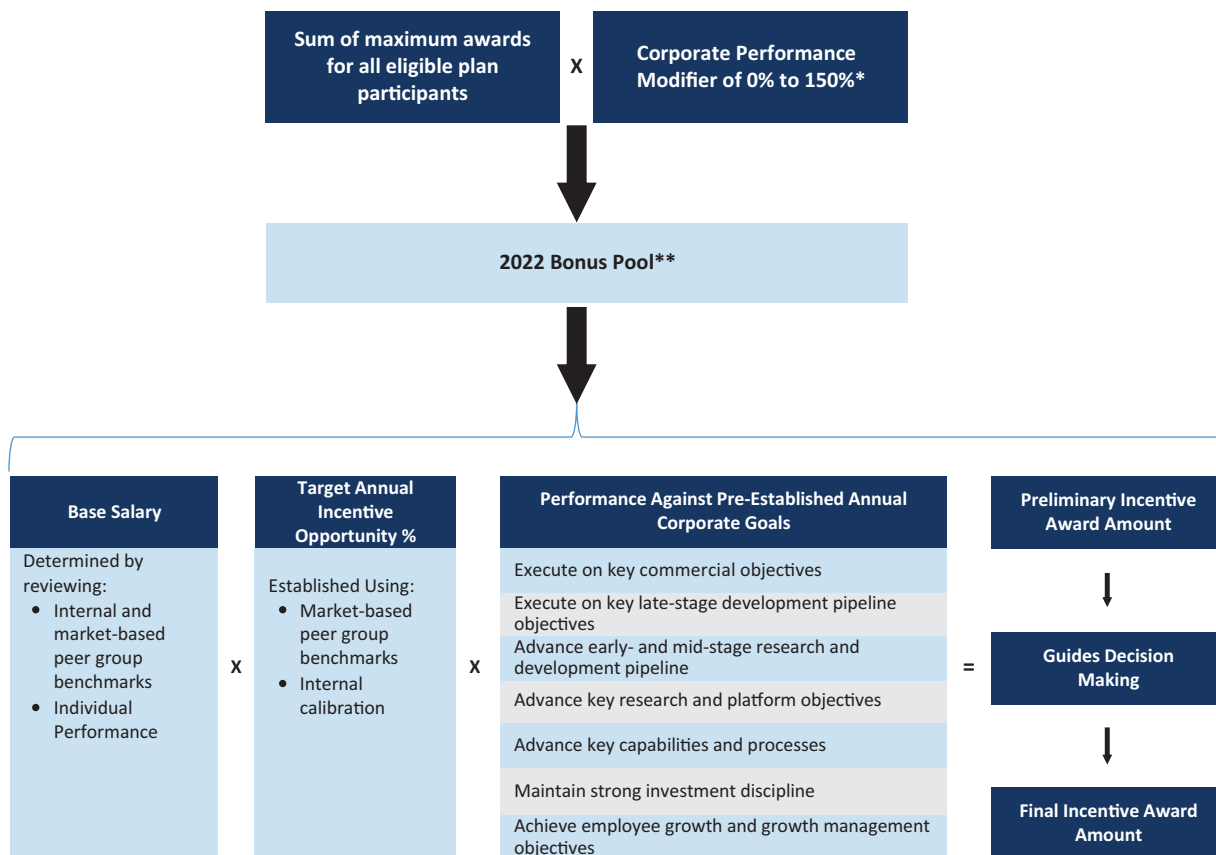 Sum of maximum awards
for all eligible plan
participants
X
Corporate Performance
Modifier of 0% to 150%*
2022 Bonus Pool**
Base Salary
Determined by
reviewing:
• Internal and
market-based
peer group
benchmarks
• Individual
Performance
X
Target Annual
Incentive
Opportunity %
Established Using:
• Market-based
peer group
benchmarks
• Internal
calibration
X
Performance Against Pre-Established Annual
Corporate Goals
Execute on key commercial objectives
Execute on key late-stage development pipeline
objectives
Advance early- and mid-stage research and
development pipeline
Advance key research and platform objectives
Advance key capabilities and processes
Maintain strong investment discipline
Achieve employee growth and growth management
objectives
=
Preliminary Incentive
Award Amount
Guides Decision
Making
Final Incentive Award
Amount